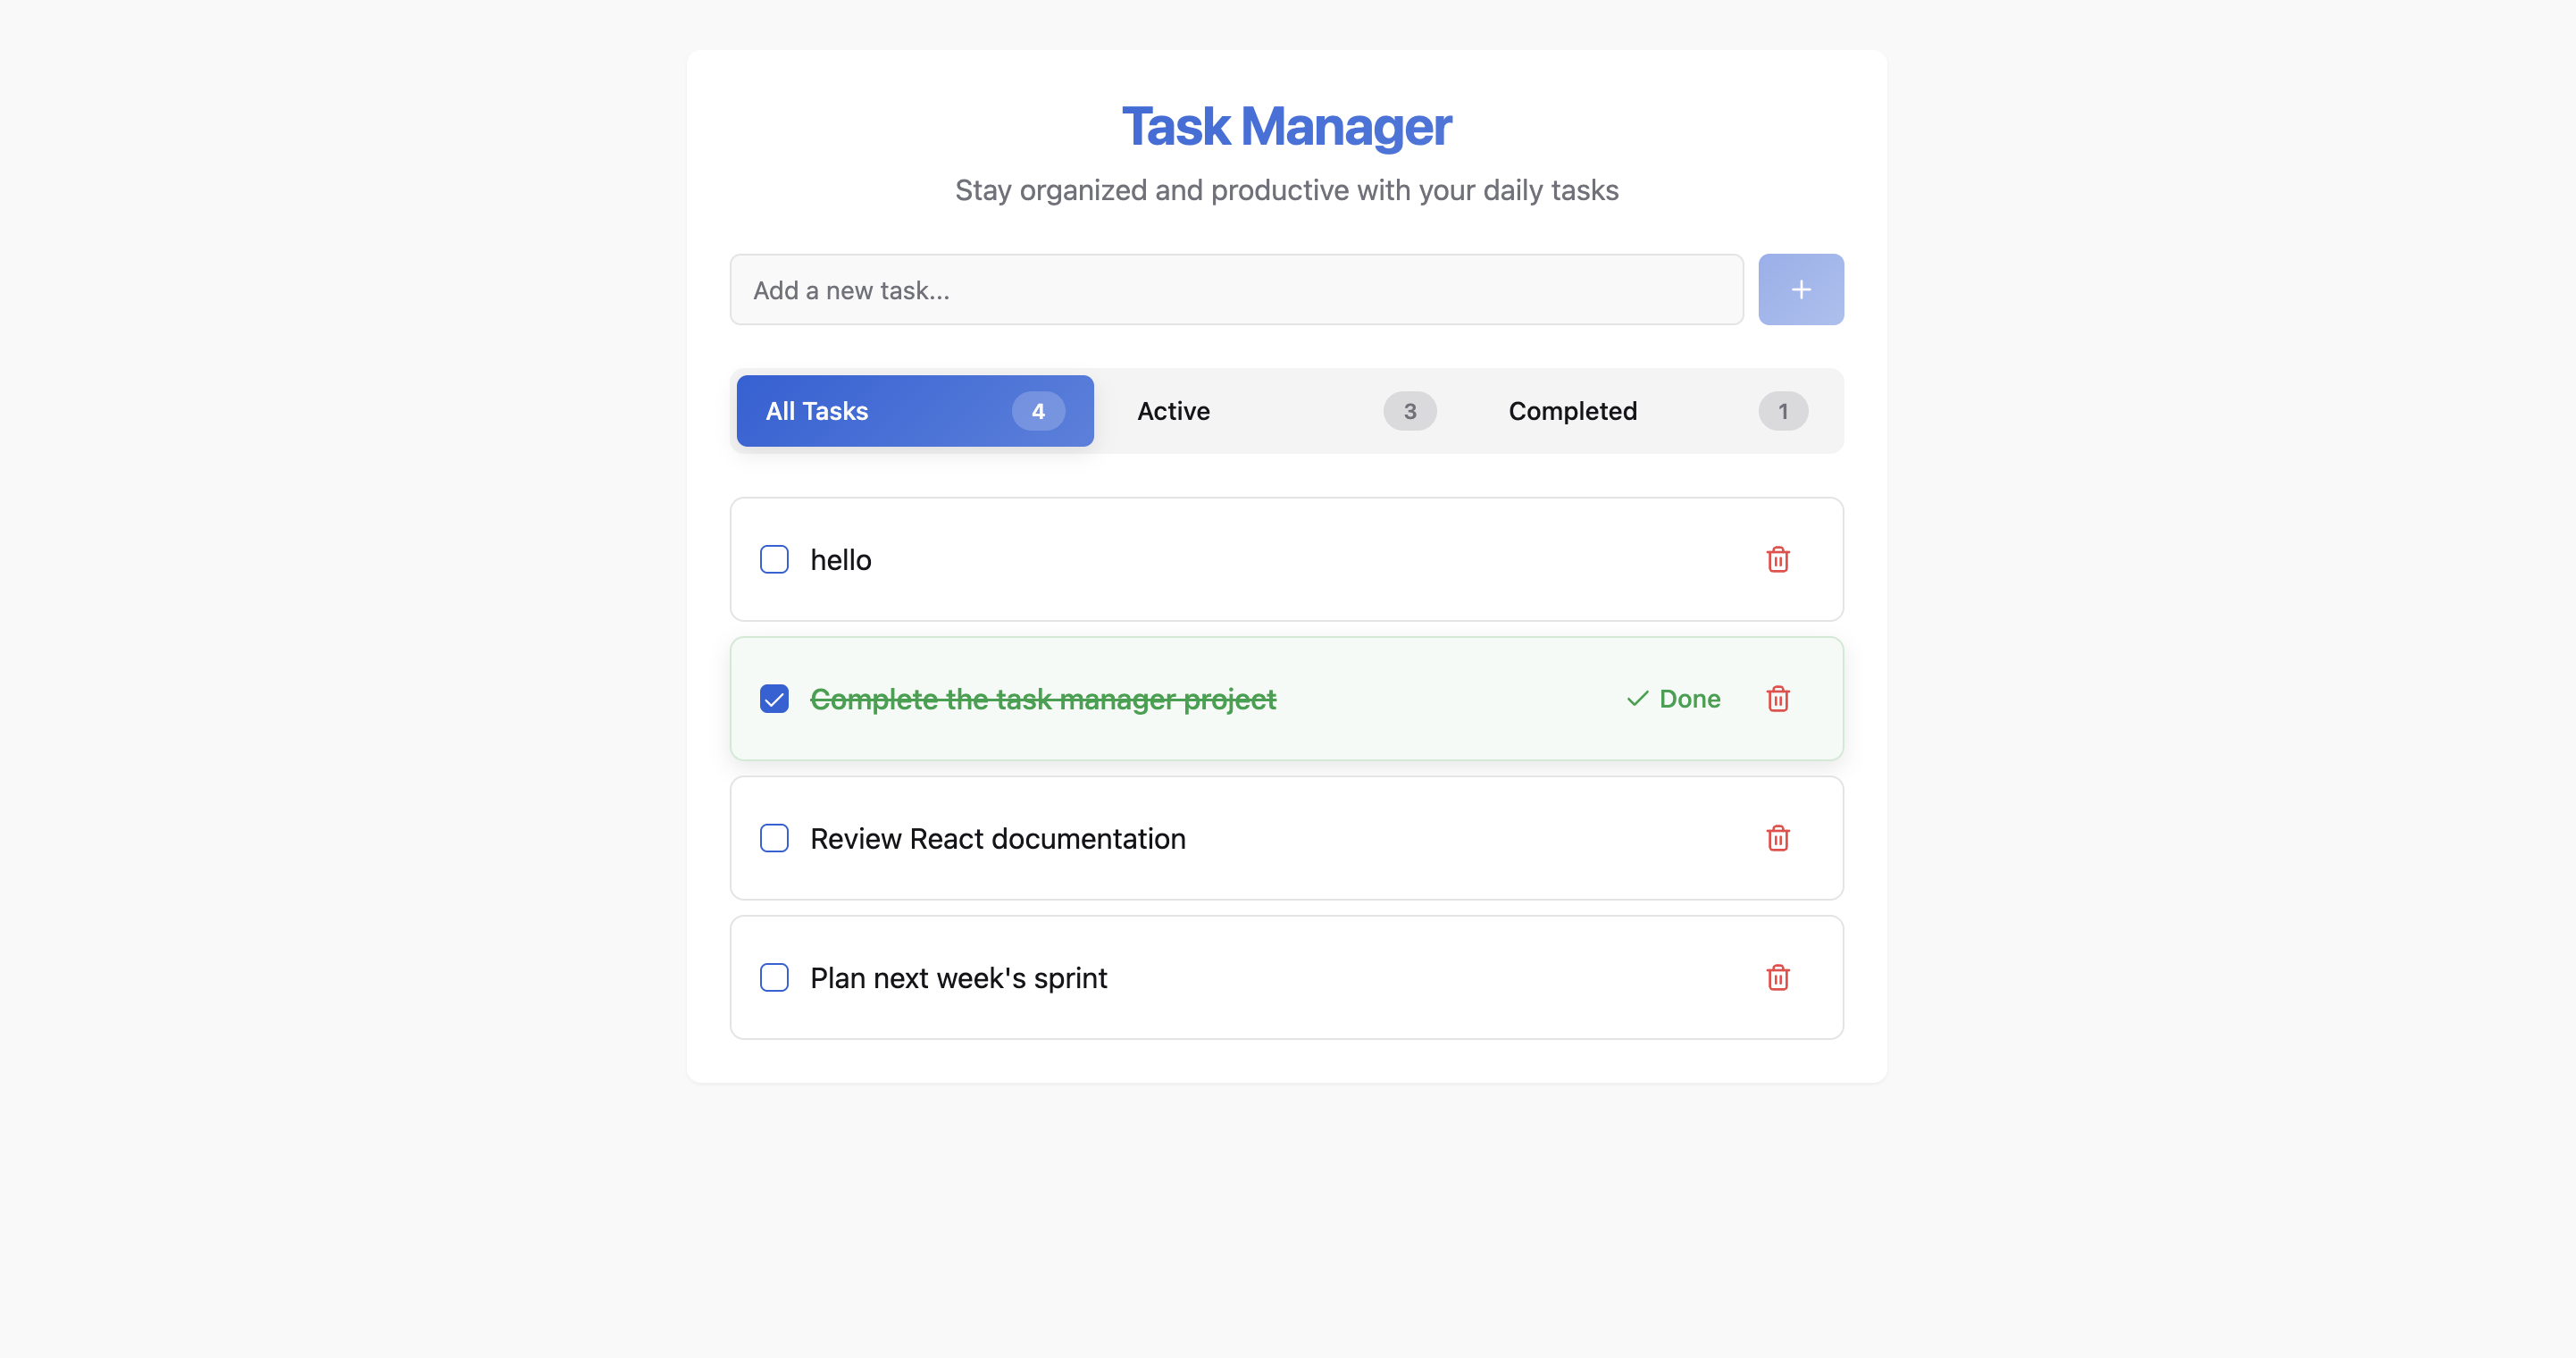 Task Manager
Stay organized and productive with your daily tasks
Add a new task...
All Tasks 4 Active 3 Completed 1
hello
Complete the task manager project Done
Review React documentation
Plan next week's sprint